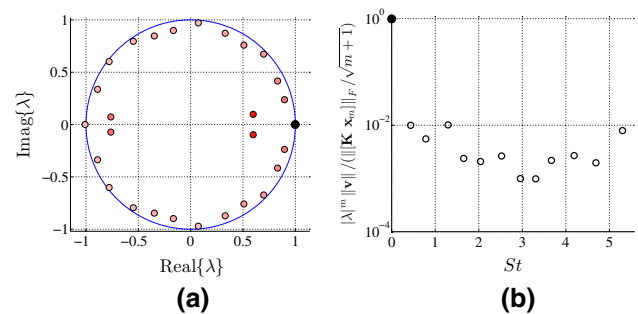 1
0.5
0
−0.5
−1
−1 −0.5 0 0.5 1
Imag{λ}
Real{λ}
(a)
10^0
10^−2
10^−4
0 1 2 3 4 5
|λ|^m ‖v‖ /(‖[K x_m]‖_F /√m + 1)
St
(b)